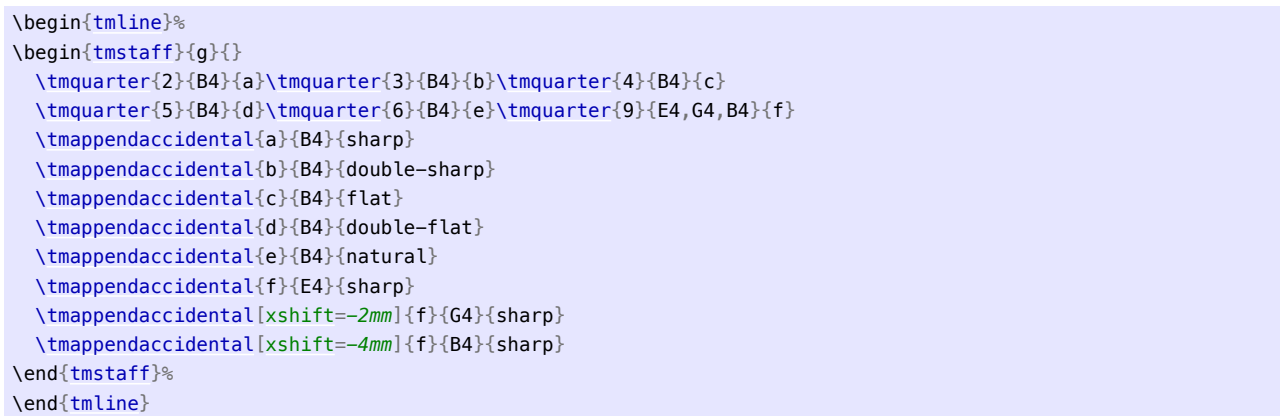 \begin{tmline}%
\begin{tmstaff}{g}{}
  \tmquarter{2}{B4}{a}\tmquarter{3}{B4}{b}\tmquarter{4}{B4}{c}
  \tmquarter{5}{B4}{d}\tmquarter{6}{B4}{e}\tmquarter{9}{E4,G4,B4}{f}
  \tmappendaccidental{a}{B4}{sharp}
  \tmappendaccidental{b}{B4}{double-sharp}
  \tmappendaccidental{c}{B4}{flat}
  \tmappendaccidental{d}{B4}{double-flat}
  \tmappendaccidental{e}{B4}{natural}
  \tmappendaccidental{f}{E4}{sharp}
  \tmappendaccidental[xshift=-2mm]{f}{G4}{sharp}
  \tmappendaccidental[xshift=-4mm]{f}{B4}{sharp}
\end{tmstaff}%
\end{tmline}